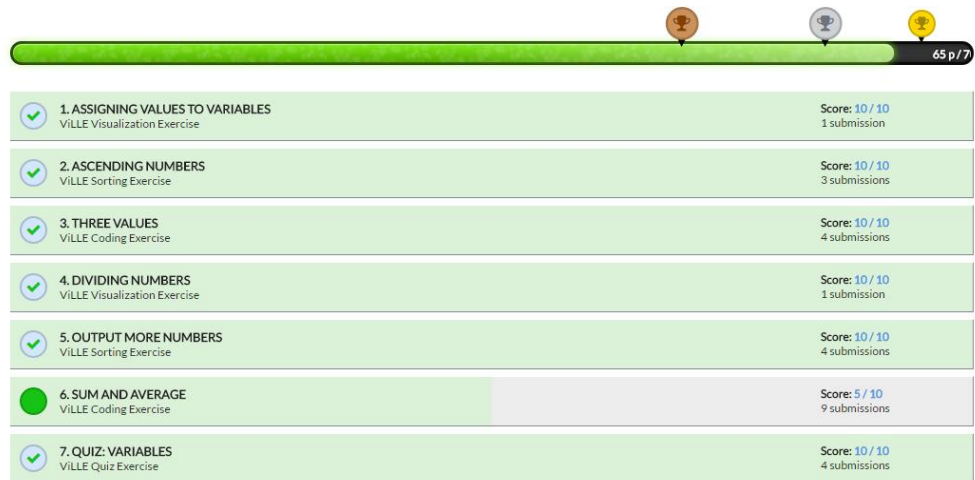 65 p / 7
1. ASSIGNING VALUES TO VARIABLES
ViLLE Visualization Exercise
Score: 10 / 10
1 submission
2. ASCENDING NUMBERS
ViLLE Sorting Exercise
Score: 10 / 10
3 submissions
3. THREE VALUES
ViLLE Coding Exercise
Score: 10 / 10
4 submissions
4. DIVIDING NUMBERS
ViLLE Visualization Exercise
Score: 10 / 10
1 submission
5. OUTPUT MORE NUMBERS
ViLLE Sorting Exercise
Score: 10 / 10
4 submissions
6. SUM AND AVERAGE
ViLLE Coding Exercise
Score: 5 / 10
9 submissions
7. QUIZ: VARIABLES
ViLLE Quiz Exercise
Score: 10 / 10
4 submissions